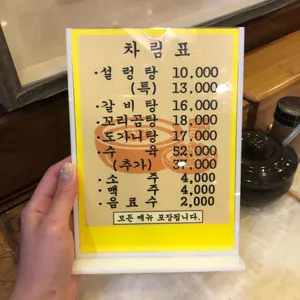 차림표
·설렁탕 10,000
(특) 13,000
·갈비탕 16,000
·꼬리곰탕 18,000
·도가니탕 17,000
·수육 52,000
(추가) 37,000
·소주 4,000
·맥주 4,000
·음료수 2,000
모든 메뉴 포장됩니다.